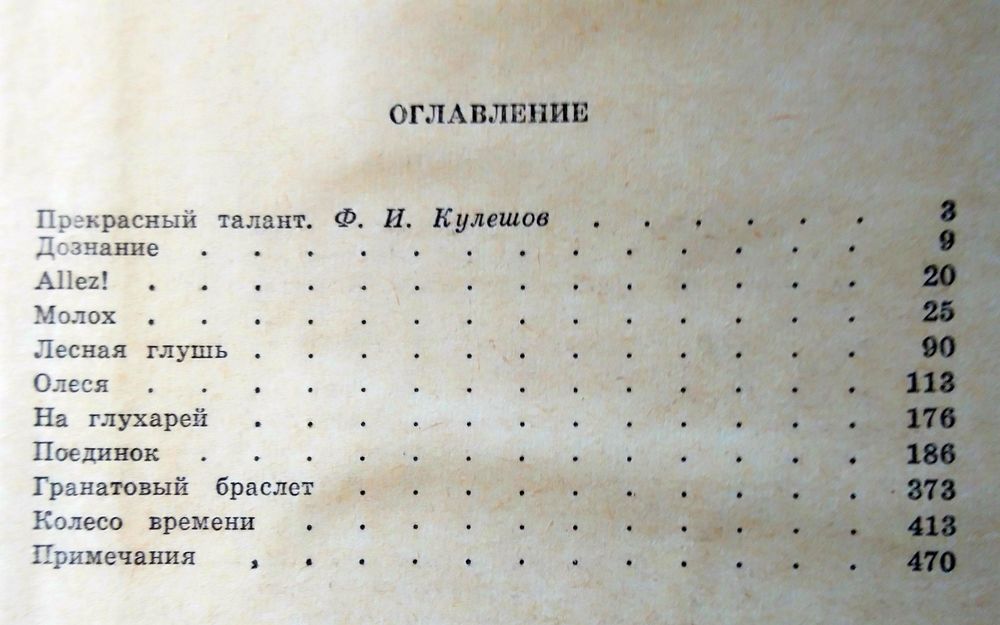 ОГЛАВЛЕНИЕ
Прекрасный талант. Ф. И. Кулешов . . . . . . 3
Дознание . . . . . . . . . . . . . 9
Allez! . . . . . . . . . . . . . . 20
Молох . . . . . . . . . . . . . . 25
Лесная глушь . . . . . . . . . . . . 90
Олеся . . . . . . . . . . . . . . 113
На глухарей . . . . . . . . . . . . 176
Поединок . . . . . . . . . . . . . 186
Гранатовый браслет . . . . . . . . . . 373
Колесо времени . . . . . . . . . . . 413
Примечания , . . . . . . . . . . . 470